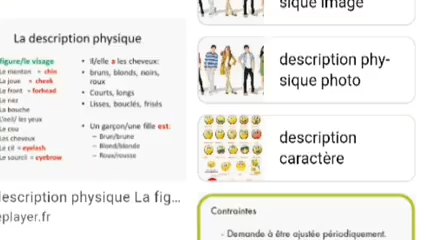 La description physique
figure/le visage
Le menton = chin
La joue = cheek
Le front = forhead
Le nez
La bouche
L'oeil/ les yeux
Le cou
Les cheveux
Le cil = eyelash
Le sourcil = eyebrow
• Il/elle a les cheveux:
• bruns, blonds, noirs, roux
• Courts, longs
• Lisses, bouclés, frisés
• Un garçon/une fille est:
– Brun/brune
– Blond/blonde
– Roux/rousse
description physique La fig...
eplayer.fr
sique image
description phy-
sique photo
description
caractère
Contraintes
- Demande à être ajustée périodiquement.